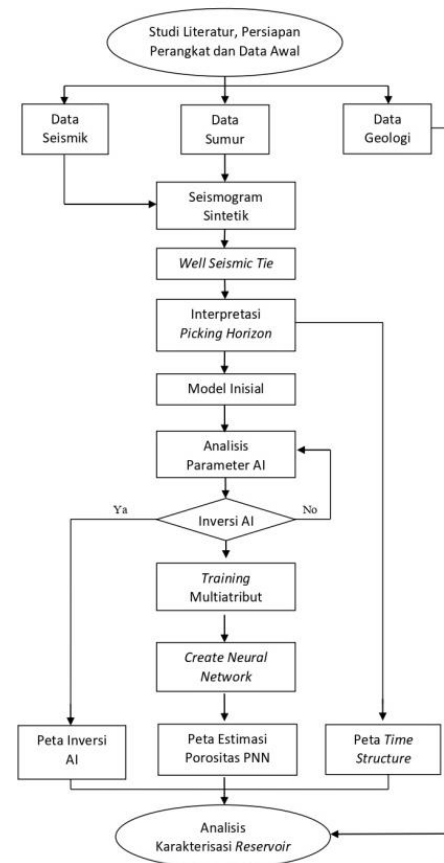 Studi Literatur, Persiapan
Perangkat dan Data Awal
Data
Seismik
Data
Sumur
Data
Geologi
Seismogram
Sintetik
Well Seismic Tie
Interpretasi
Picking Horizon
Model Inisial
Analisis
Parameter AI
Ya
Inversi AI
No
Training
Multiatribut
Create Neural
Network
Peta Inversi
AI
Peta Estimasi
Porositas PNN
Peta Time
Structure
Analisis
Karakterisasi Reservoir